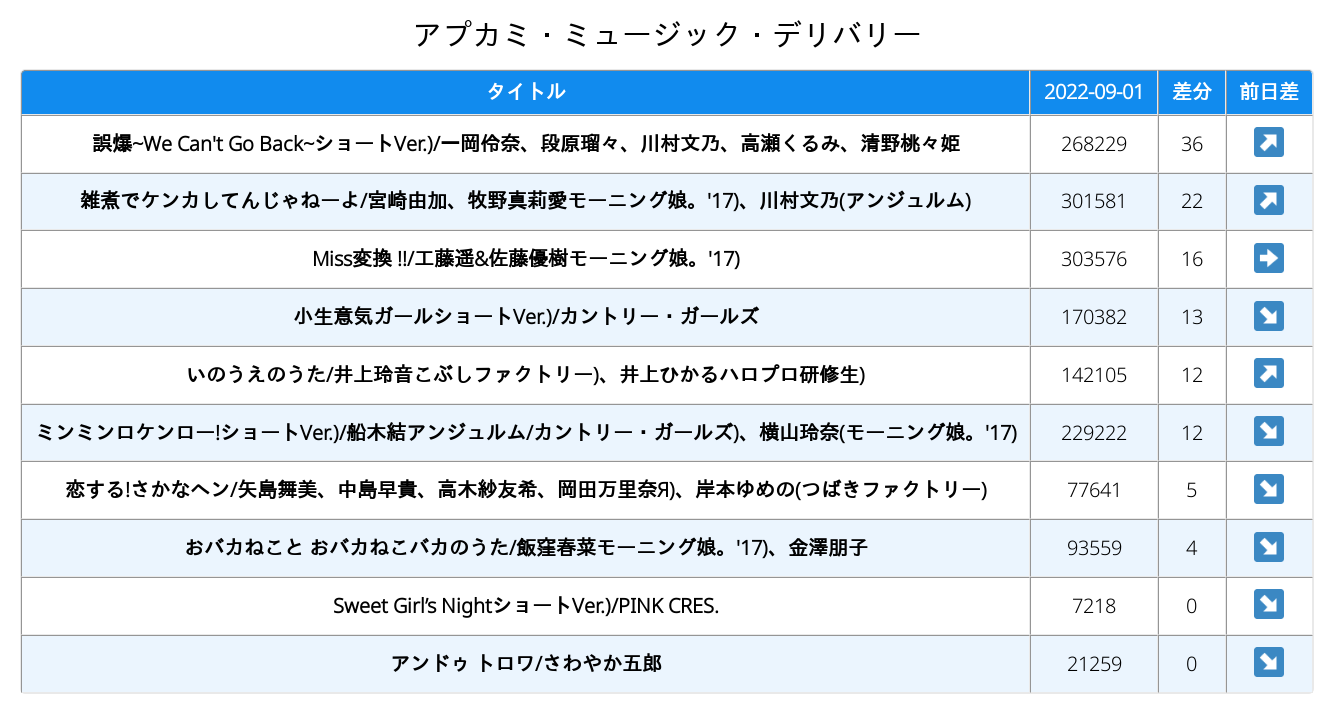 アプカミ・ミュージック・デリバリー
タイトル 2022-09-01 差分 前日差
誤爆~We Can't Go Back~ショートVer.)/一岡伶奈、段原瑠々、川村文乃、高瀬くるみ、清野桃々姫 268229 36
雑煮でケンカしてんじゃねーよ/宮崎由加、牧野真莉愛モーニング娘。'17)、川村文乃(アンジュルム) 301581 22
Miss変換 !!/工藤遥&佐藤優樹モーニング娘。'17) 303576 16
小生意気ガールショートVer.)/カントリー・ガールズ 170382 13
いのうえのうた/井上玲音こぶしファクトリー)、井上ひかるハロプロ研修生) 142105 12
ミンミンロケンロー!ショートVer.)/船木結アンジュルム/カントリー・ガールズ)、横山玲奈(モーニング娘。'17) 229222 12
恋する!さかなヘン/矢島舞美、中島早貴、高木紗友希、岡田万里奈Я)、岸本ゆめの(つばきファクトリー) 77641 5
おバカねこと おバカねこバカのうた/飯窪春菜モーニング娘。'17)、金澤朋子 93559 4
Sweet Girl’s NightショートVer.)/PINK CRES. 7218 0
アンドゥ トロワ/さわやか五郎 21259 0